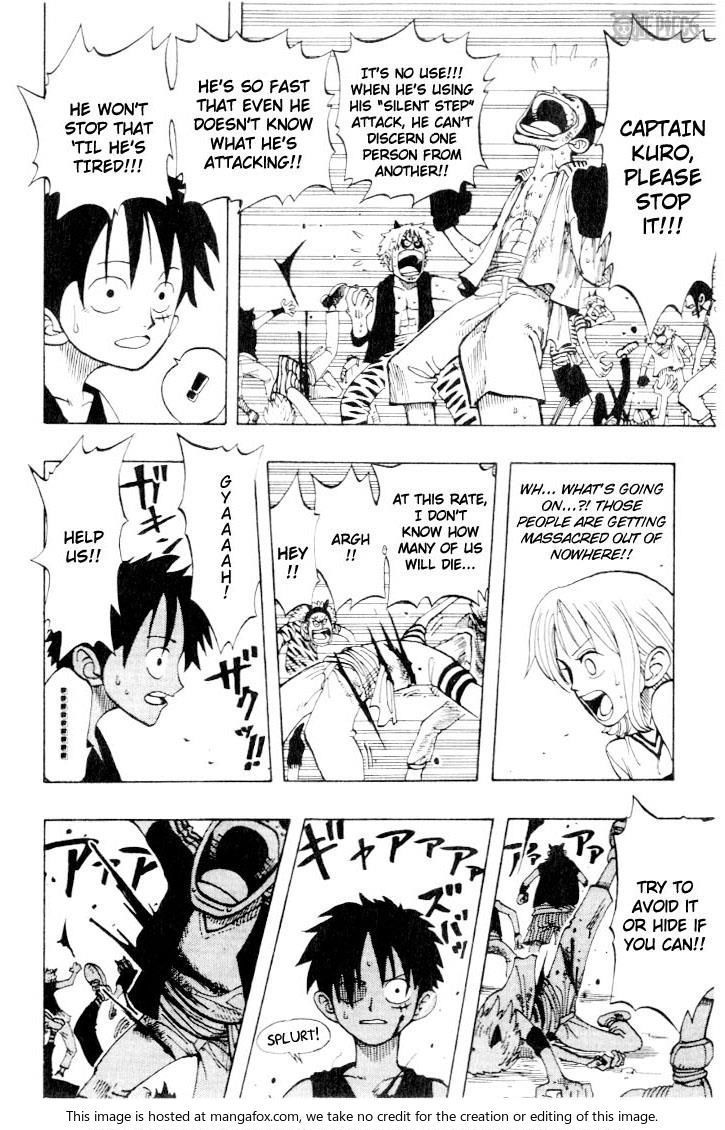 ONE PIECE
CAPTAIN
KURO,
PLEASE
STOP
IT!!!
IT'S NO USE!!!
WHEN HE'S USING
HIS "SILENT STEP"
ATTACK, HE CAN'T
DISCERN ONE
PERSON FROM
ANOTHER!!
HE'S SO FAST
THAT EVEN HE
DOESN'T KNOW
WHAT HE'S
ATTACKING!!
HE WON'T
STOP THAT
'TIL HE'S
TIRED!!!
!
WH... WHAT'S GOING
ON...?! THOSE
PEOPLE ARE GETTING
MASSACRED OUT OF
NOWHERE!!
AT THIS RATE,
I DON'T
KNOW HOW
MANY OF US
WILL DIE...
ARGH
!!
HEY
!!
GYAAAAH!
ザクッ!!
ガキ
HELP
US!!
TRY TO
AVOID IT
OR HIDE IF
YOU CAN!!
ギャアアアア
ズバッ
SPLURT!
アアア
This image is hosted at mangafox.com, we take no credit for the creation or editing of this image.